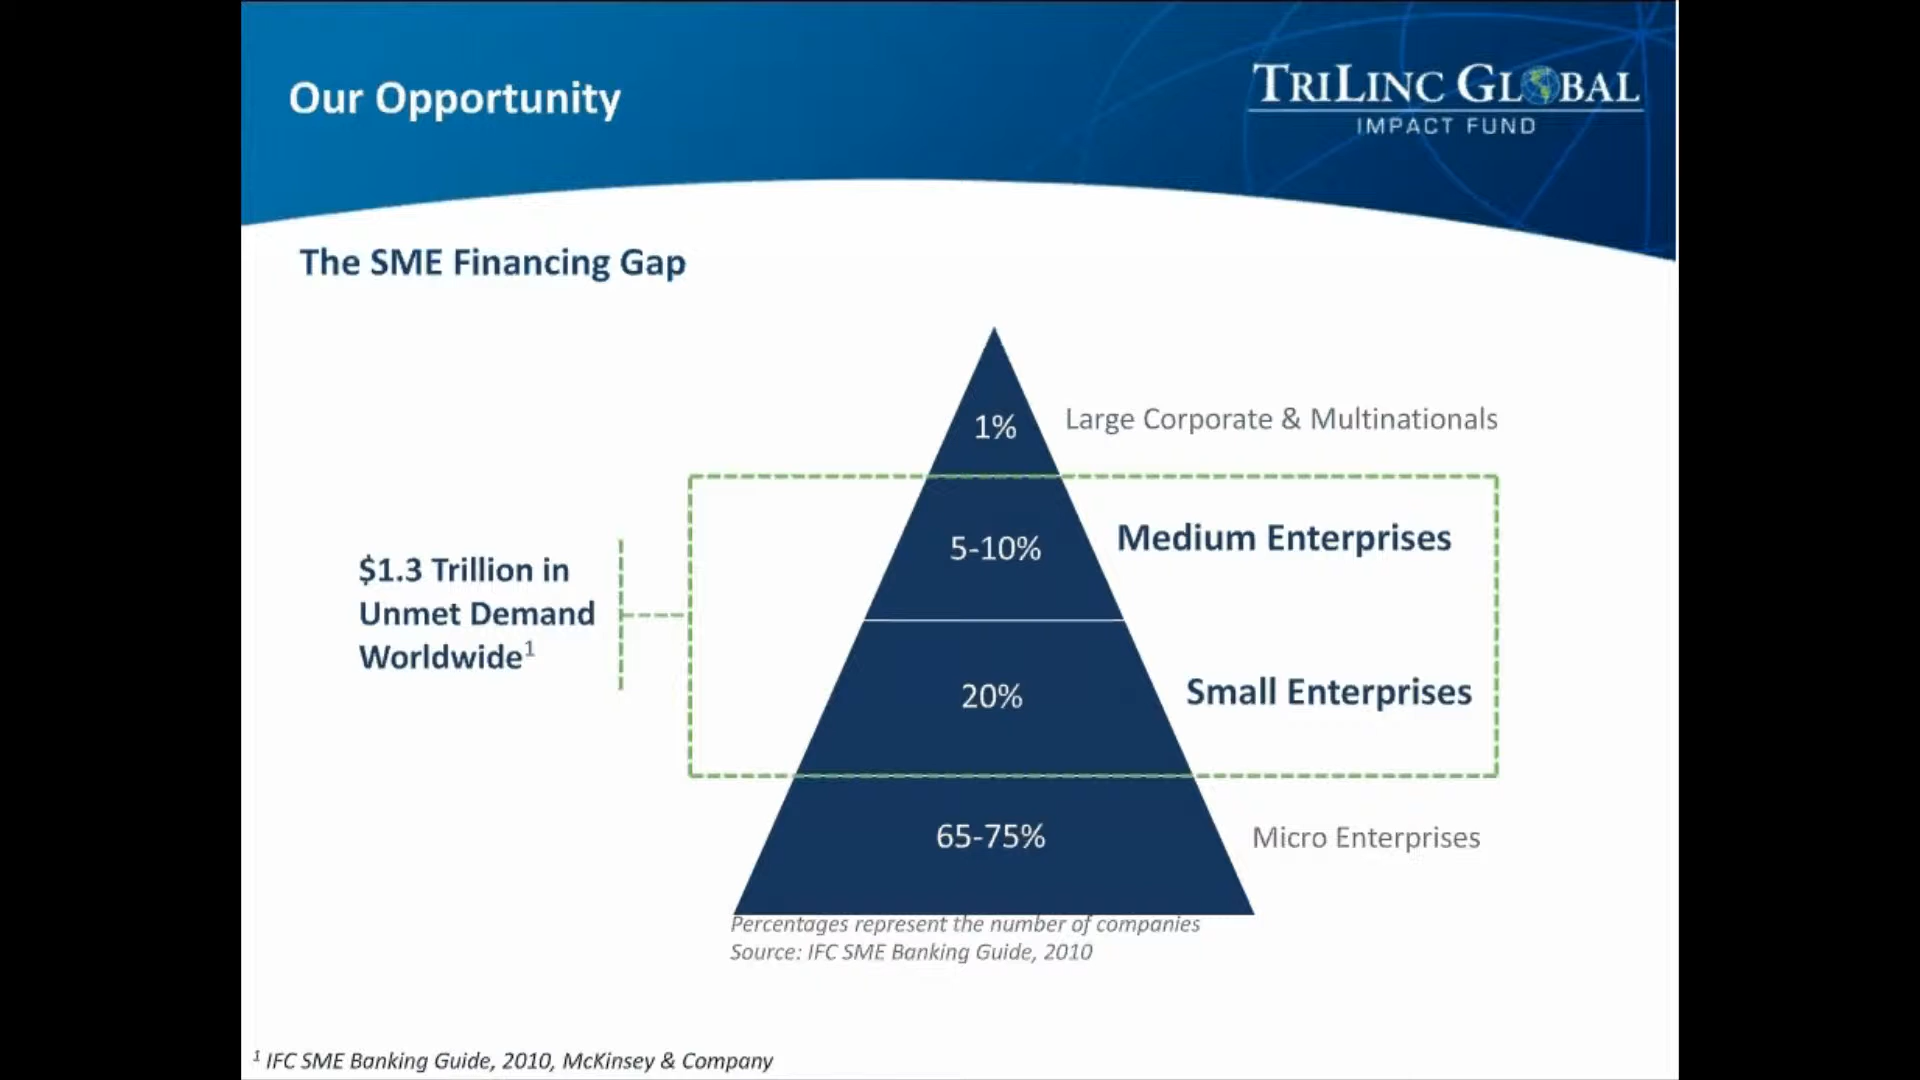 Our Opportunity
TRILINC GLOBAL
IMPACT FUND
The SME Financing Gap
1%
Large Corporate & Multinationals
5-10%
Medium Enterprises
$1.3 Trillion in
Unmet Demand
Worldwide¹
20%
Small Enterprises
65-75%
Micro Enterprises
Percentages represent the number of companies
Source: IFC SME Banking Guide, 2010
¹ IFC SME Banking Guide, 2010, McKinsey & Company